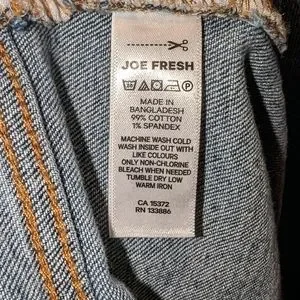 JOE FRESH
MADE IN
BANGLADESH
99% COTTON
1% SPANDEX
MACHINE WASH COLD
WASH INSIDE OUT WITH
LIKE COLOURS
ONLY NON-CHLORINE
BLEACH WHEN NEEDED
TUMBLE DRY LOW
WARM IRON
CA 15372
RN 133886